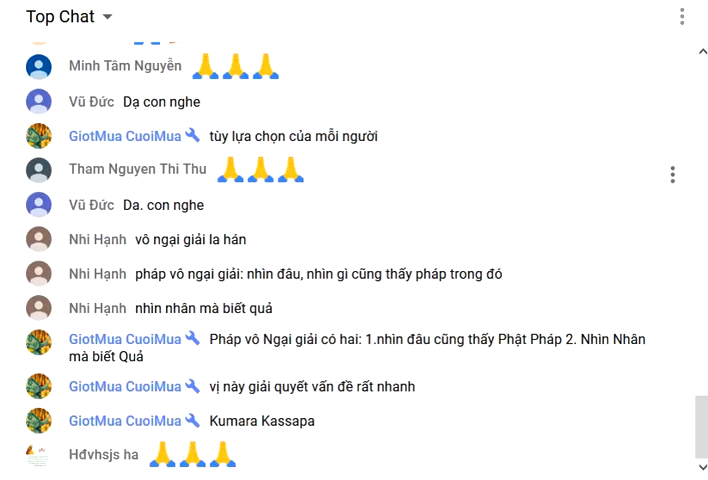 Top Chat
Minh Tâm Nguyễn 🙏🙏🙏
Vũ Đức Dạ con nghe
GiotMua CuoiMua tùy lựa chọn của mỗi người
Tham Nguyen Thi Thu 🙏🙏🙏
Vũ Đức Da. con nghe
Nhi Hạnh vô ngại giải la hán
Nhi Hạnh pháp vô ngại giải: nhìn đâu, nhìn gì cũng thấy pháp trong đó
Nhi Hạnh nhìn nhân mà biết quả
GiotMua CuoiMua Pháp vô Ngại giải có hai: 1.nhìn đâu cũng thấy Phật Pháp 2. Nhìn Nhân
mà biết Quả
GiotMua CuoiMua vị này giải quyết vấn đề rất nhanh
GiotMua CuoiMua Kumara Kassapa
Hđvhsjs ha 🙏🙏🙏